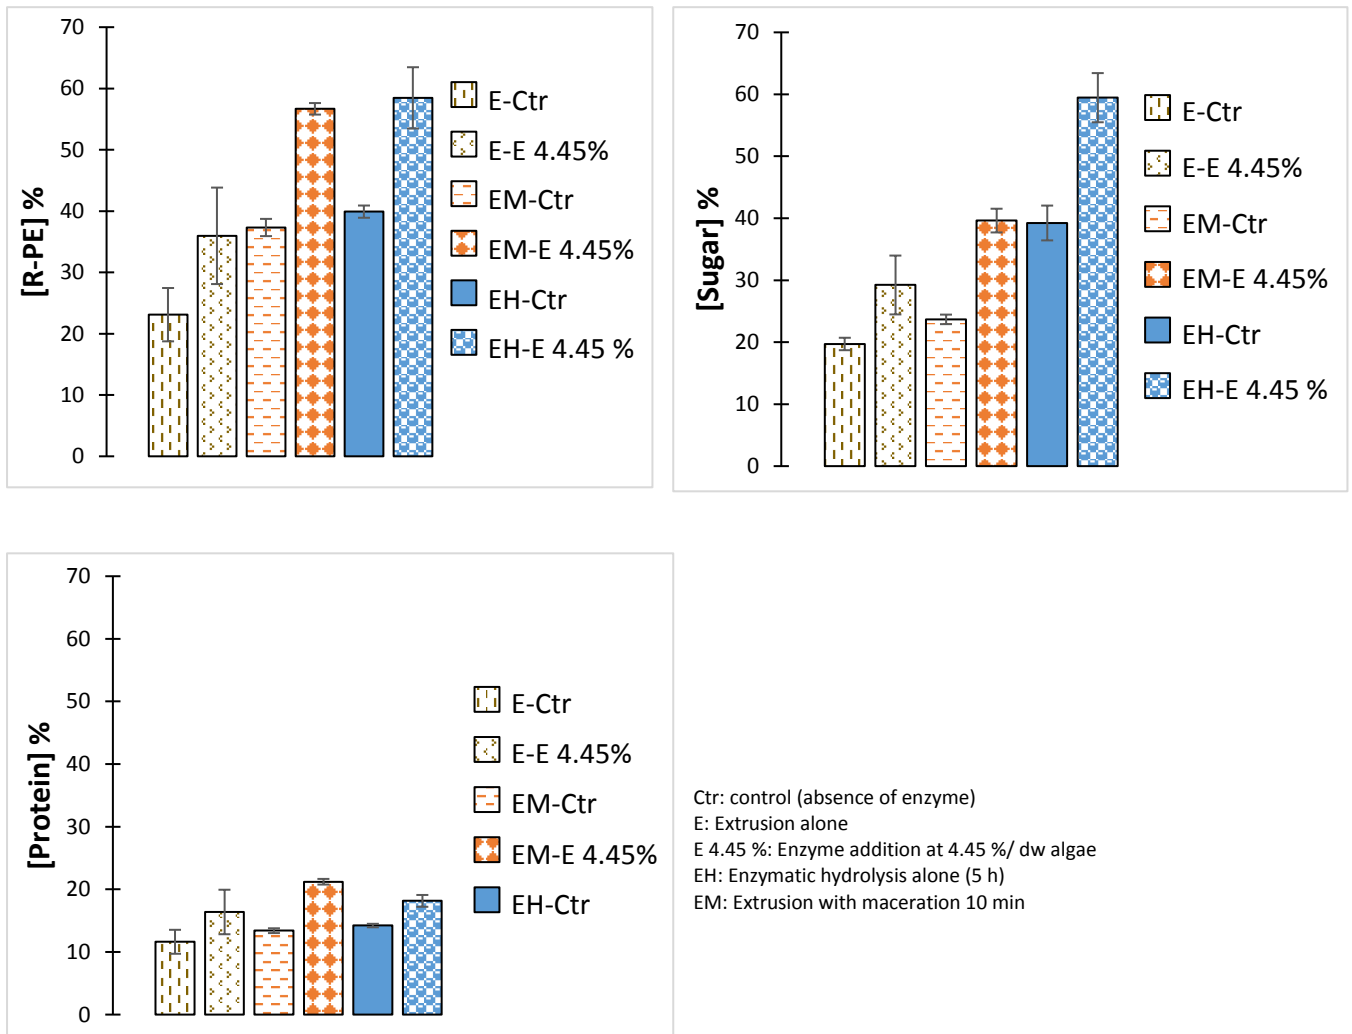 70
60
50
40
30
20
10
0
[R-PE] %
E-Ctr
E-E 4.45%
EM-Ctr
EM-E 4.45%
EH-Ctr
EH-E 4.45 %
70
60
50
40
30
20
10
0
[Sugar] %
E-Ctr
E-E 4.45%
EM-Ctr
EM-E 4.45%
EH-Ctr
EH-E 4.45 %
70
60
50
40
30
20
10
0
[Protein] %
E-Ctr
E-E 4.45%
EM-Ctr
EM-E 4.45%
EH-Ctr
Ctr: control (absence of enzyme)
E: Extrusion alone
E 4.45 %: Enzyme addition at 4.45 %/ dw algae
EH: Enzymatic hydrolysis alone (5 h)
EM: Extrusion with maceration 10 min